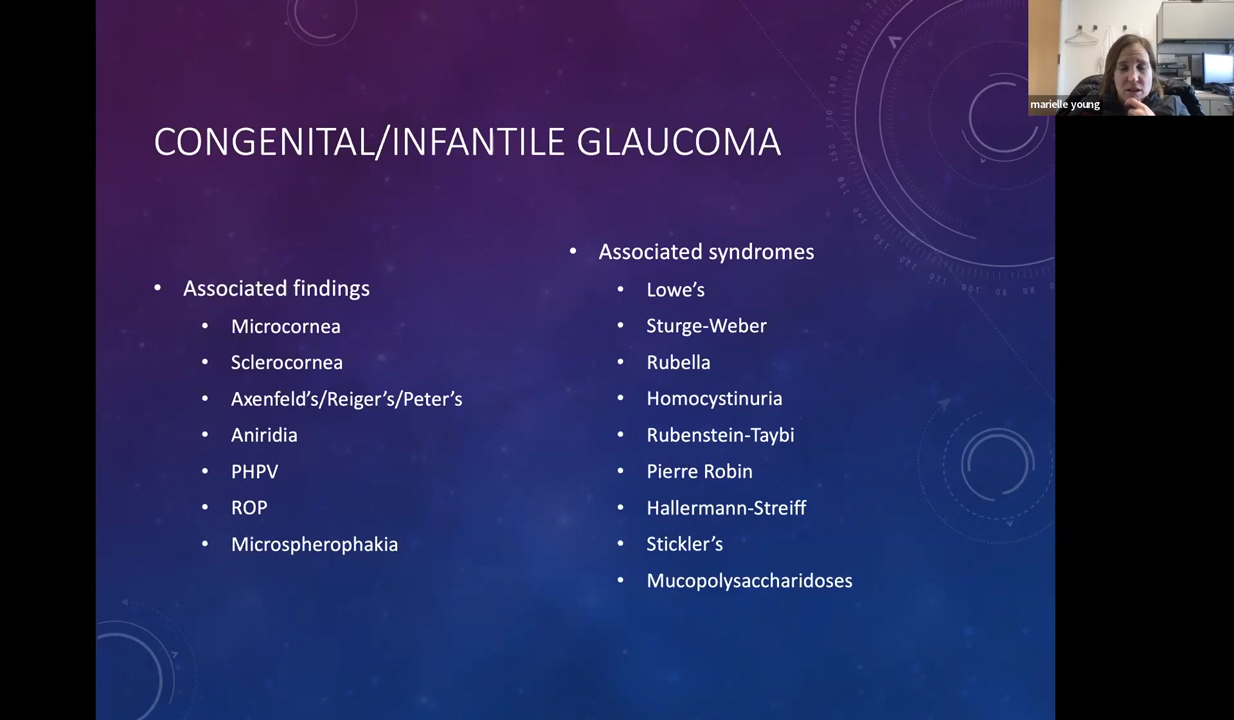 CONGENITAL/INFANTILE GLAUCOMA
• Associated findings
• Microcornea
• Sclerocornea
• Axenfeld's/Reiger's/Peter's
• Aniridia
• PHPV
• ROP
• Microspherophakia
• Associated syndromes
• Lowe's
• Sturge-Weber
• Rubella
• Homocystinuria
• Rubenstein-Taybi
• Pierre Robin
• Hallermann-Streiff
• Stickler's
• Mucopolysaccharidoses
marielle young